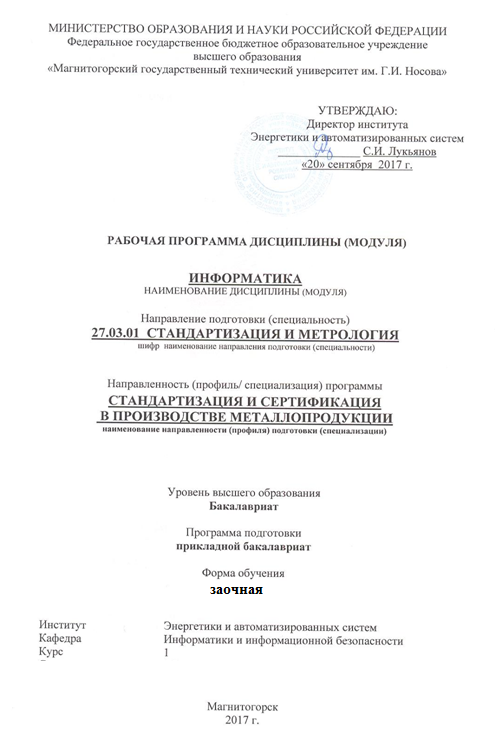 МИНИСТЕРСТВО ОБРАЗОВАНИЯ И НАУКИ РОССИЙСКОЙ ФЕДЕРАЦИИ
Федеральное государственное бюджетное образовательное учреждение
высшего образования
«Магнитогорский государственный технический университет им. Г.И. Носова»
УТВЕРЖДАЮ:
Директор института
Энергетики и автоматизированных систем
С.И. Лукьянов
«20» сентября 2017 г.
РАБОЧАЯ ПРОГРАММА ДИСЦИПЛИНЫ (МОДУЛЯ)
ИНФОРМАТИКА
НАИМЕНОВАНИЕ ДИСЦИПЛИНЫ (МОДУЛЯ)
Направление подготовки (специальность)
27.03.01 СТАНДАРТИЗАЦИЯ И МЕТРОЛОГИЯ
шифр наименование направления подготовки (специальности)
Направленность (профиль/ специализация) программы
СТАНДАРТИЗАЦИЯ И СЕРТИФИКАЦИЯ
В ПРОИЗВОДСТВЕ МЕТАЛЛОПРОДУКЦИИ
наименование направленности (профиля) подготовки (специализации)
Уровень высшего образования
Бакалавриат
Программа подготовки
прикладной бакалавриат
Форма обучения
заочная
Институт Энергетики и автоматизированных систем
Кафедра Информатики и информационной безопасности
Курс 1
Магнитогорск
2017 г.